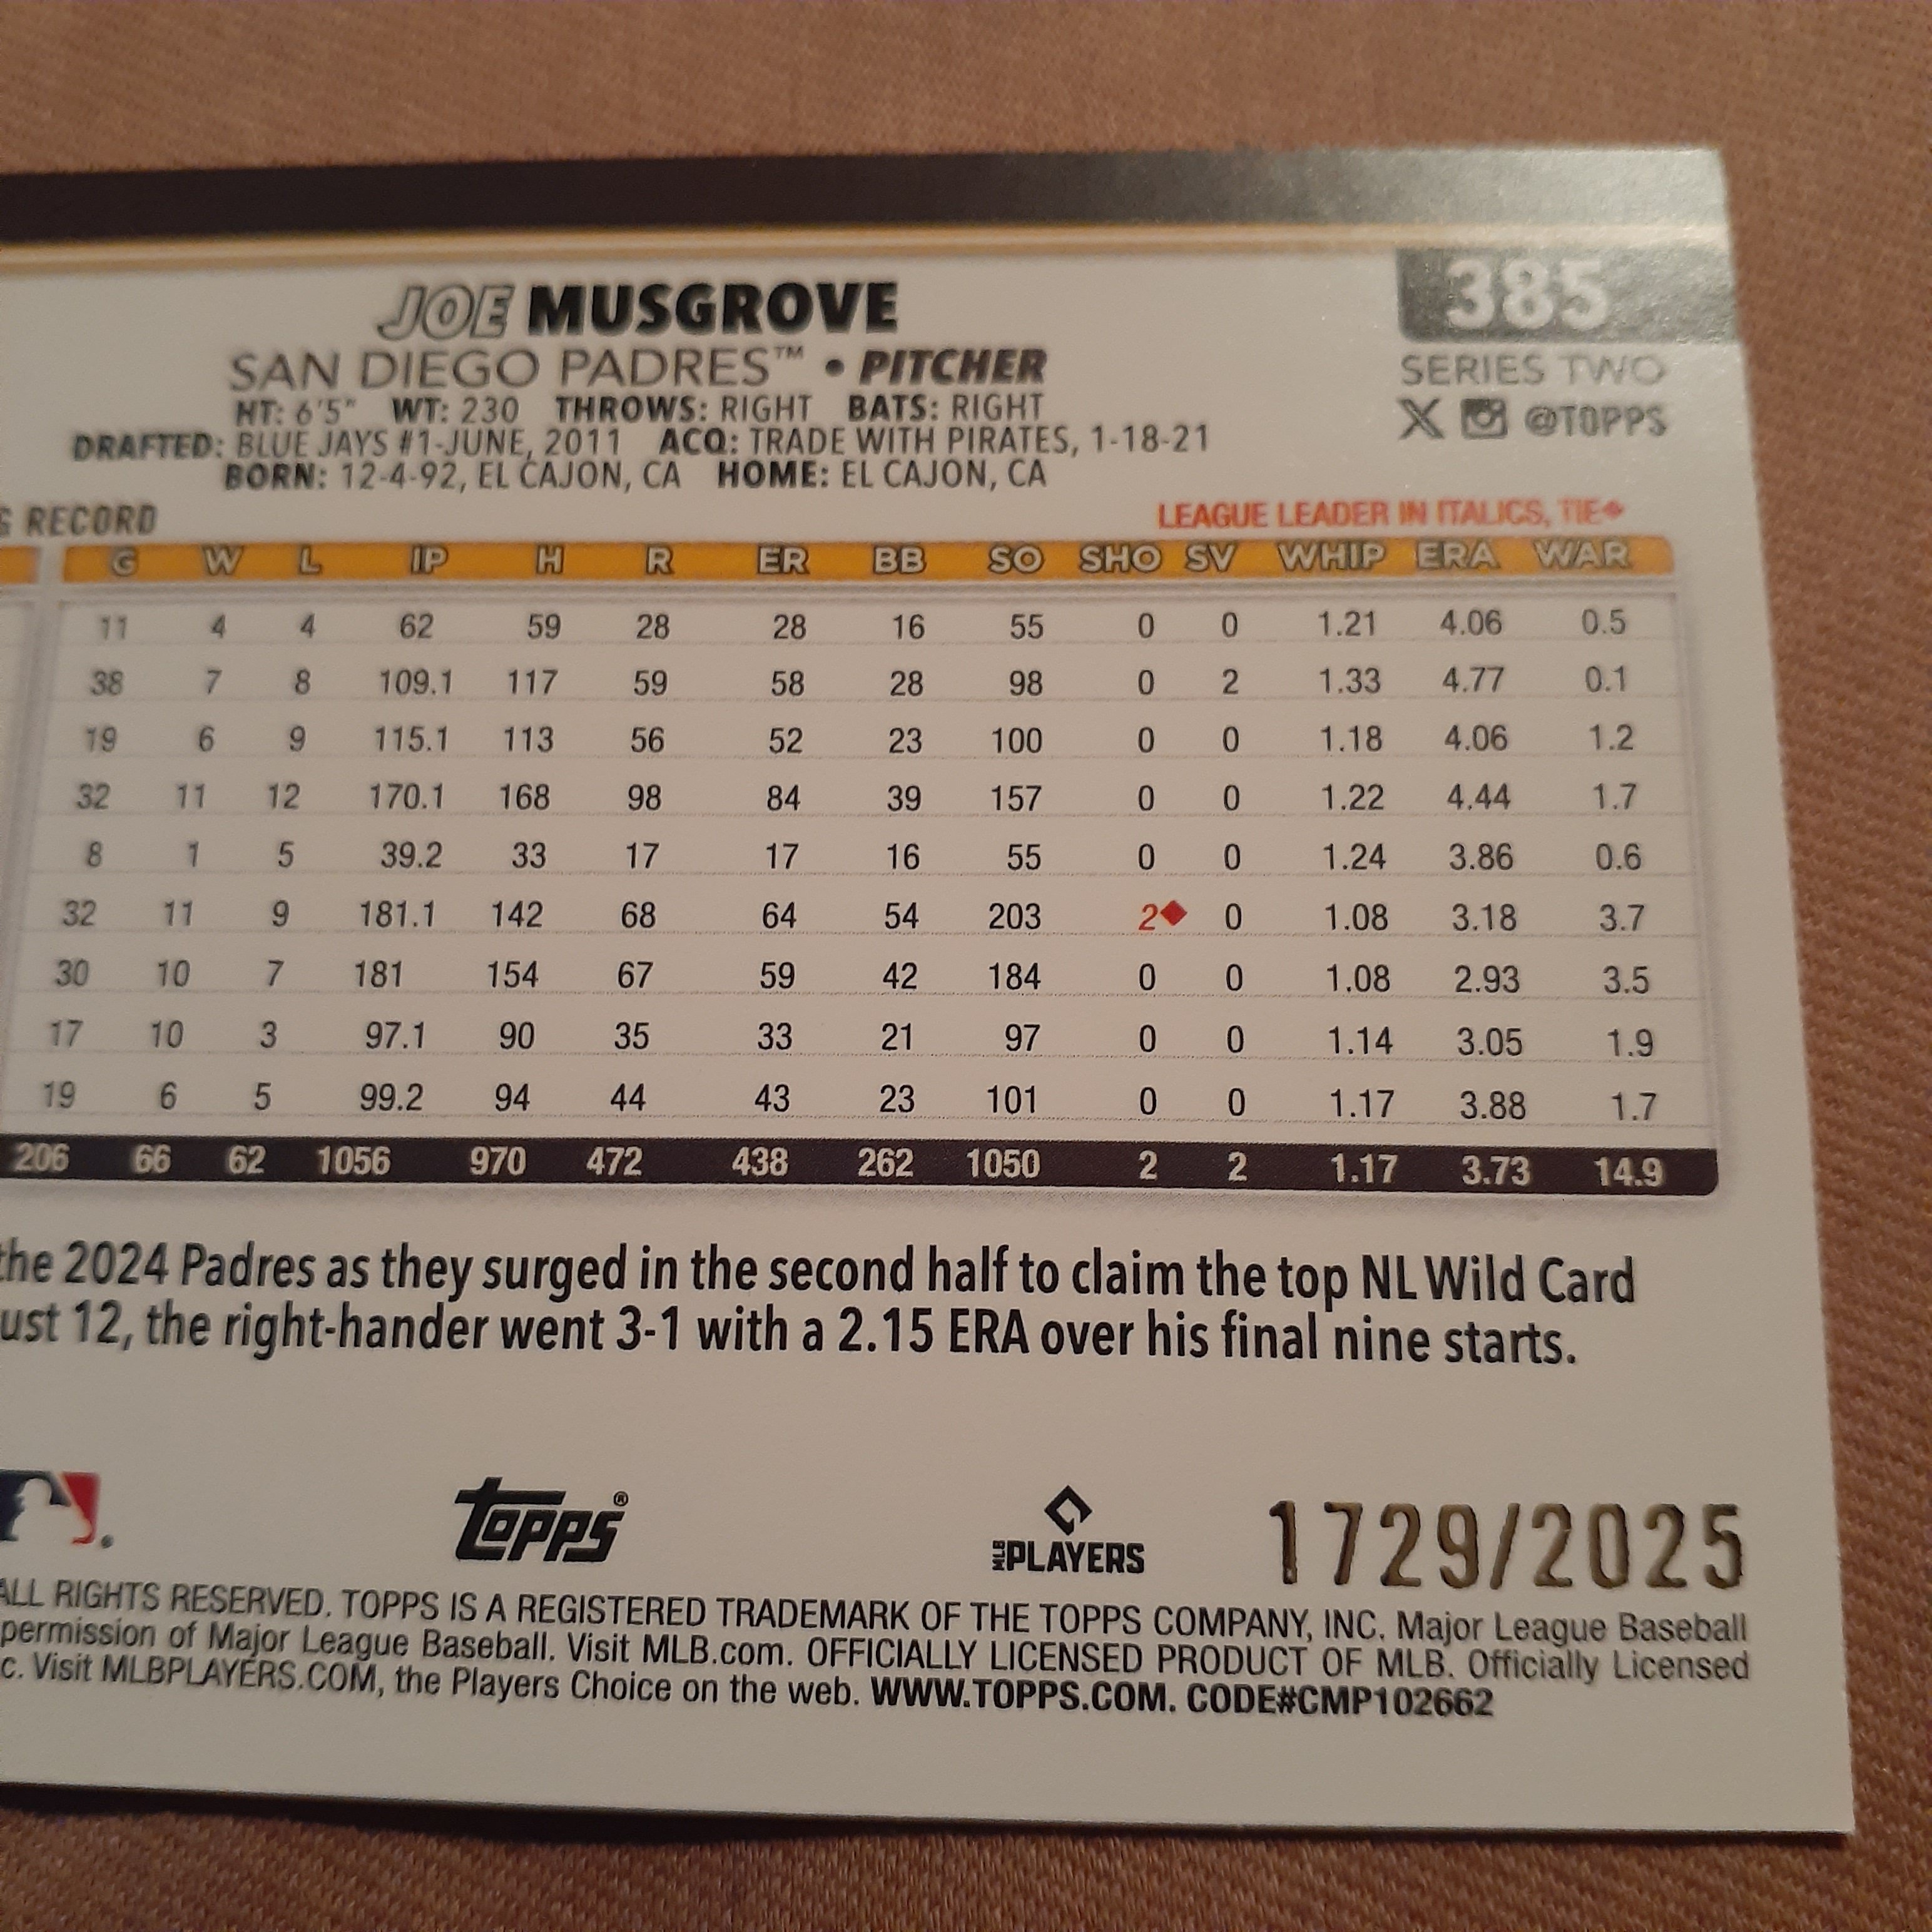 JOE MUSGROVE
385
SAN DIEGO PADRES™ • PITCHER
SERIES TWO
HT: 6'5" WT: 230 THROWS: RIGHT BATS: RIGHT
X @TOPPS
DRAFTED: BLUE JAYS #1-JUNE, 2011 ACQ: TRADE WITH PIRATES, 1-18-21
BORN: 12-4-92, EL CAJON, CA HOME: EL CAJON, CA
RECORD LEAGUE LEADER IN ITALICS, TIE◆
G W L IP H R ER BB SO SHO SV WHIP ERA WAR
11 4 4 62 59 28 28 16 55 0 0 1.21 4.06 0.5
38 7 8 109.1 117 59 58 28 98 0 2 1.33 4.77 0.1
19 6 9 115.1 113 56 52 23 100 0 0 1.18 4.06 1.2
32 11 12 170.1 168 98 84 39 157 0 0 1.22 4.44 1.7
8 1 5 39.2 33 17 17 16 55 0 0 1.24 3.86 0.6
32 11 9 181.1 142 68 64 54 203 2◆ 0 1.08 3.18 3.7
30 10 7 181 154 67 59 42 184 0 0 1.08 2.93 3.5
17 10 3 97.1 90 35 33 21 97 0 0 1.14 3.05 1.9
19 6 5 99.2 94 44 43 23 101 0 0 1.17 3.88 1.7
206 66 62 1056 970 472 438 262 1050 2 2 1.17 3.73 14.9
the 2024 Padres as they surged in the second half to claim the top NL Wild Card
ust 12, the right-hander went 3-1 with a 2.15 ERA over his final nine starts.
topps® MLB PLAYERS 1729/2025
ALL RIGHTS RESERVED. TOPPS IS A REGISTERED TRADEMARK OF THE TOPPS COMPANY, INC. Major League Baseball
permission of Major League Baseball. Visit MLB.com. OFFICIALLY LICENSED PRODUCT OF MLB. Officially Licensed
c. Visit MLBPLAYERS.COM, the Players Choice on the web. WWW.TOPPS.COM. CODE#CMP102662